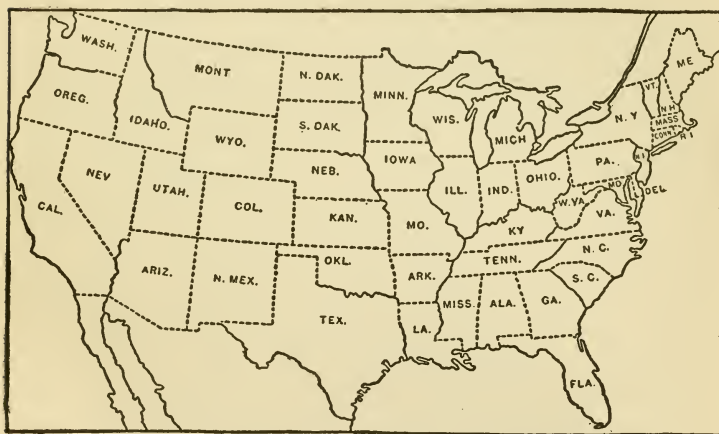 WASH.
MONT
N. DAK.
MINN.
ME
OREG.
IDAHO.
S. DAK.
WIS.
MICH
N. Y
VT.
N H
MASS
CONN.
R I
WYO.
NEB.
IOWA
NEV
UTAH.
COL.
KAN.
MO.
ILL.
IND.
OHIO.
PA.
N J
MD.
DEL.
W. VA.
VA.
KY
CAL.
ARIZ.
N. MEX.
OKL.
ARK.
TENN.
N. C.
S. C.
TEX.
LA.
MISS.
ALA.
GA.
FLA.